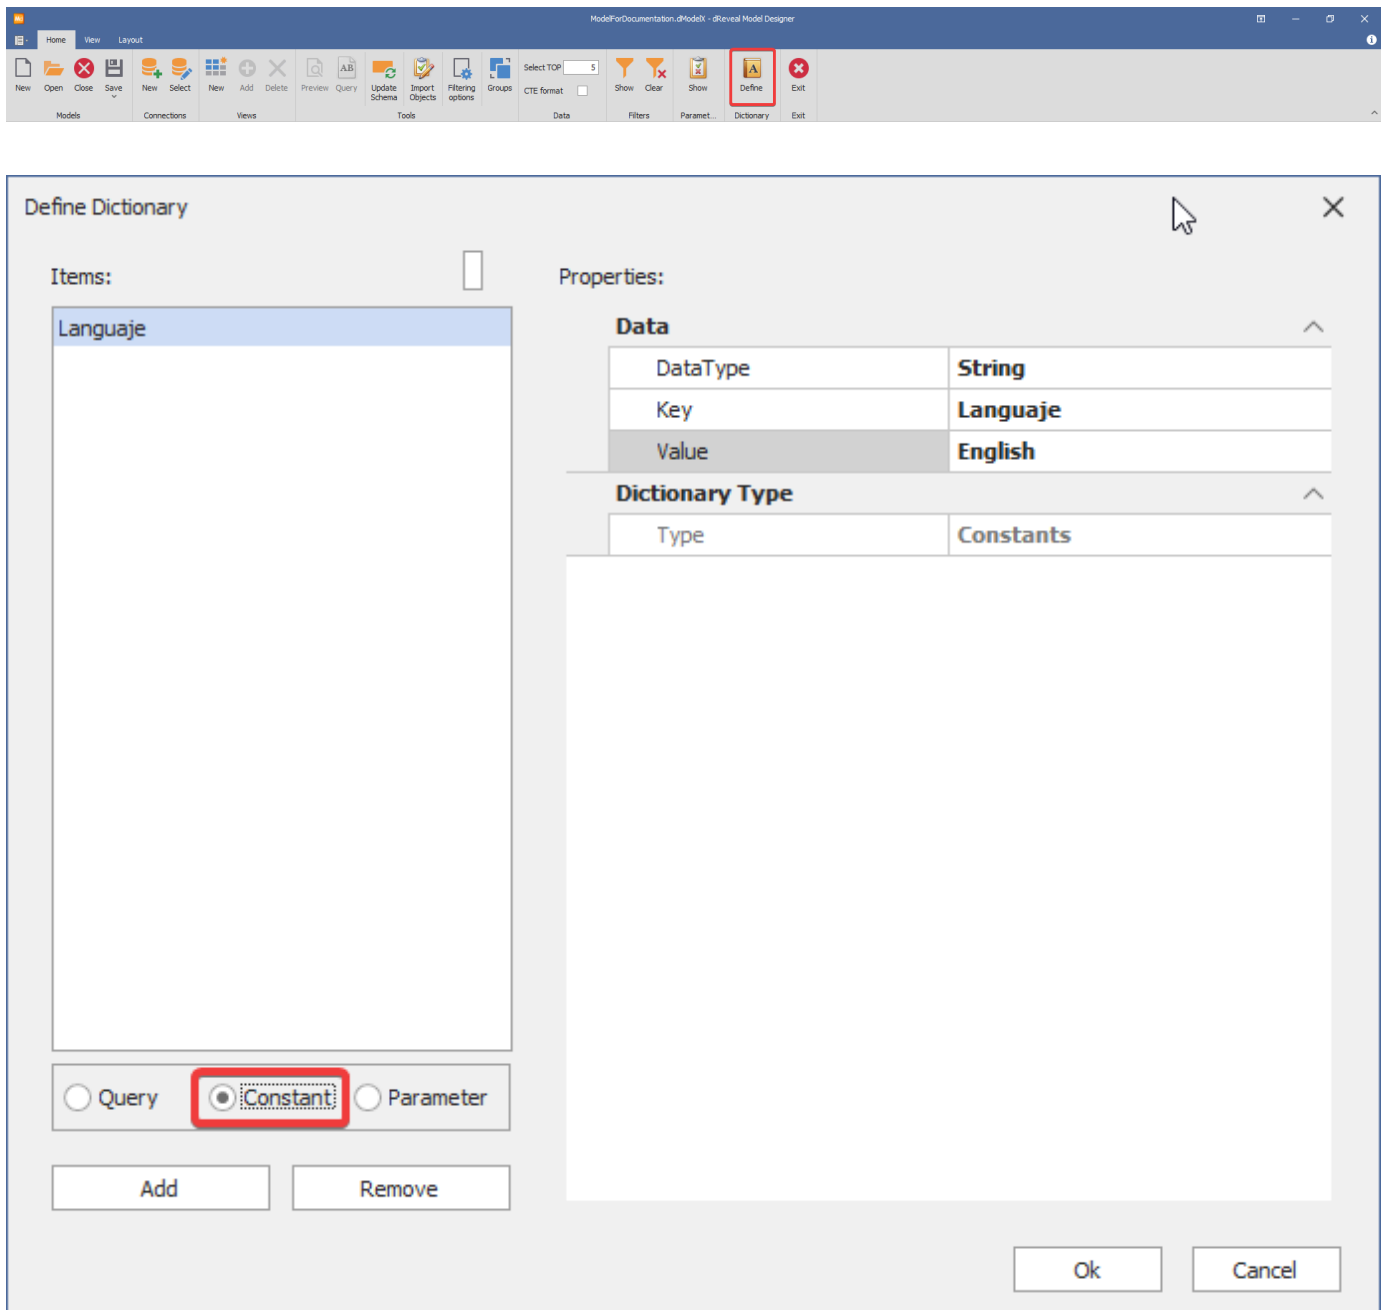 ModelForDocumentation.dModelX - dReveal Model Designer
Home View Layout
New Open Close Save New Select New Add Delete Preview Query Update Schema Import Objects Filtering options Groups Select TOP 5 CTE format Show Clear Show Define Exit
Models Connections Views Tools Data Filters Paramet... Dictionary Exit
Define Dictionary
Items: Properties:
Languaje
Data
DataType String
Key Languaje
Value English
Dictionary Type
Type Constants
Query Constant Parameter
Add Remove
Ok Cancel